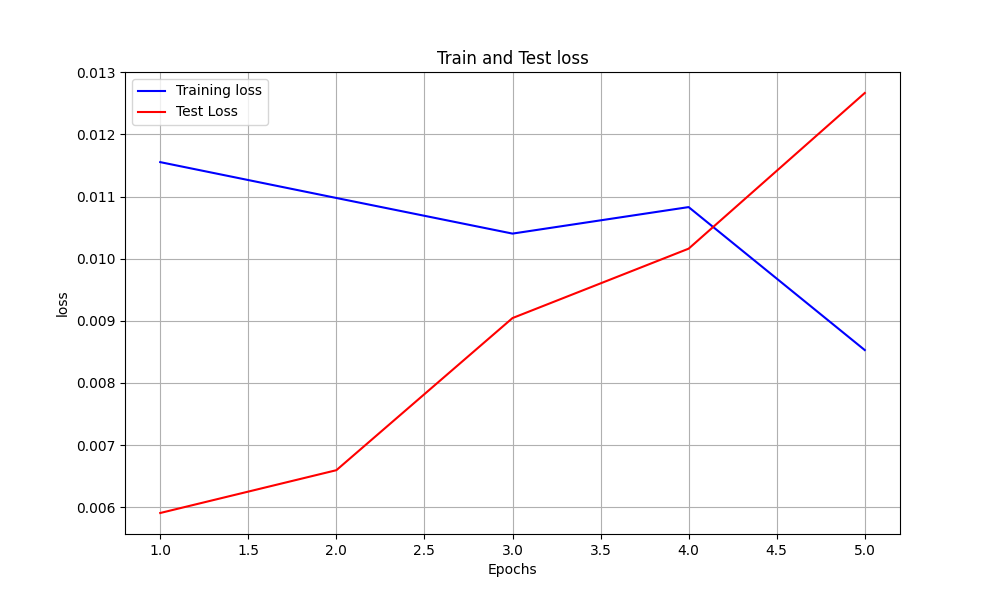 Train and Test loss
Training loss
Test Loss
0.013
0.012
0.011
0.010
0.009
0.008
0.007
0.006
loss
1.0 1.5 2.0 2.5 3.0 3.5 4.0 4.5 5.0
Epochs